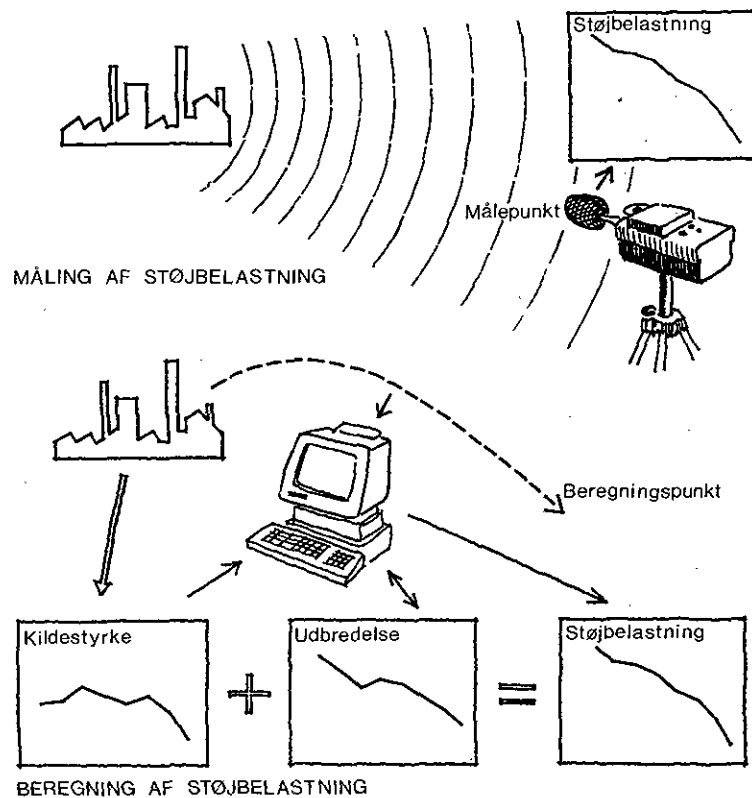 Støjbelastning
Målepunkt
MÅLING AF STØJBELASTNING
Beregningspunkt
Kildestyrke
Udbredelse
Støjbelastning
BEREGNING AF STØJBELASTNING